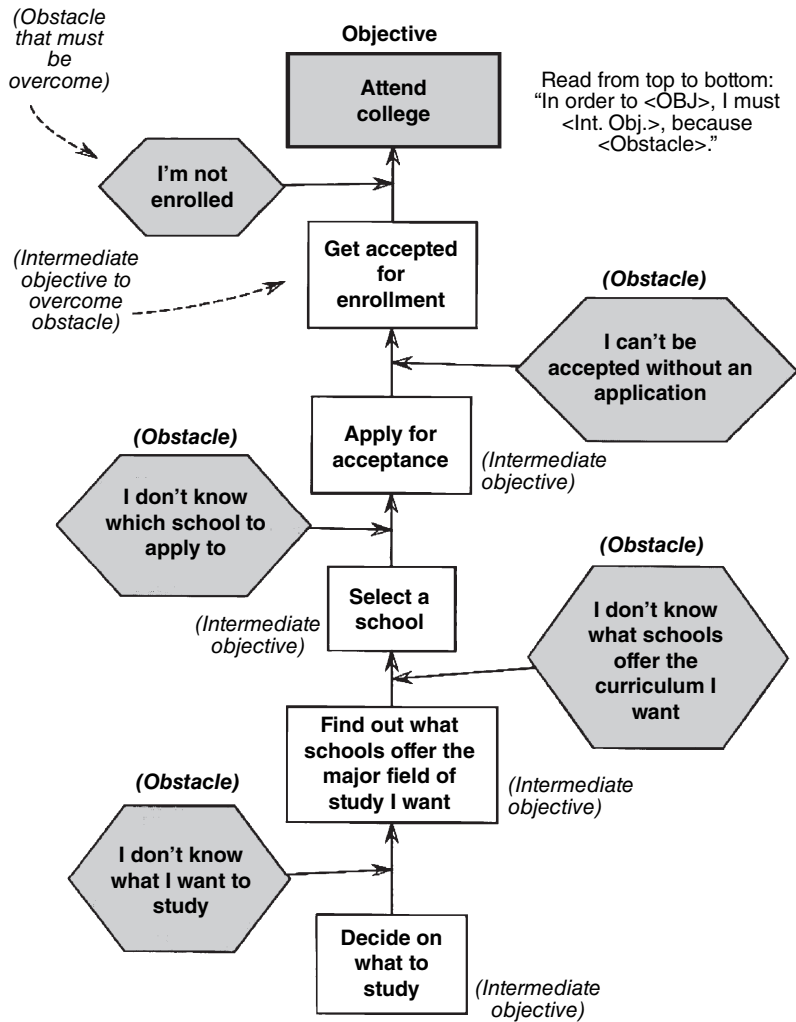 (Obstacle
that must
be
overcome)
Objective
Attend
college
Read from top to bottom:
“In order to <OBJ>, I must
<Int. Obj.>, because
<Obstacle>.”
I'm not
enrolled
(Intermediate
objective to
overcome
obstacle)
Get accepted
for
enrollment
(Obstacle)
I can't be
accepted without an
application
Apply for
acceptance
(Intermediate
objective)
(Obstacle)
I don't know
which school to
apply to
Select a
school
(Intermediate
objective)
(Obstacle)
I don't know
what schools
offer the
curriculum I
want
Find out what
schools offer the
major field of
study I want
(Intermediate
objective)
(Obstacle)
I don't know
what I want to
study
Decide on
what to
study
(Intermediate
objective)